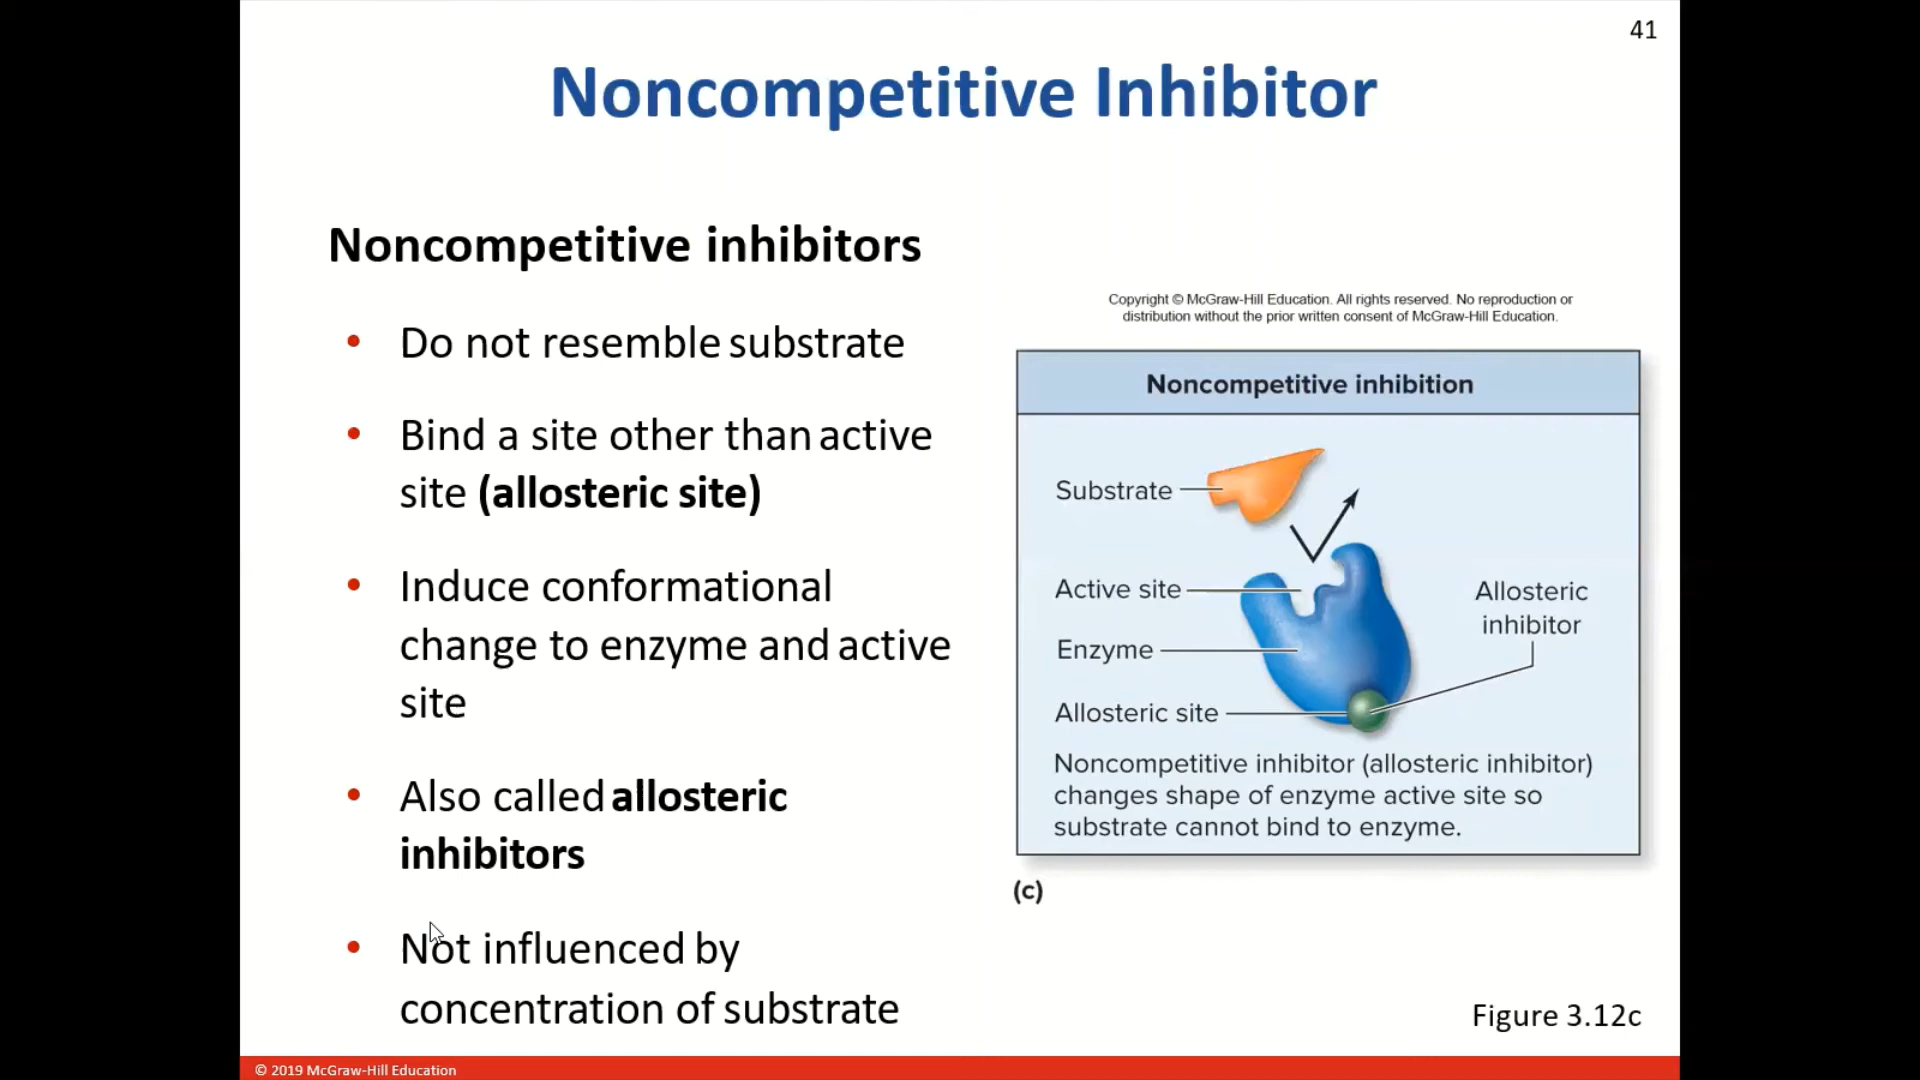 41
Noncompetitive Inhibitor
Noncompetitive inhibitors
• Do not resemble substrate
• Bind a site other than active
site (allosteric site)
• Induce conformational
change to enzyme and active
site
• Also called allosteric
inhibitors
• Not influenced by
concentration of substrate
Copyright © McGraw-Hill Education. All rights reserved. No reproduction or
distribution without the prior written consent of McGraw-Hill Education.
Noncompetitive inhibition
Substrate
Active site
Enzyme
Allosteric site
Allosteric
inhibitor
Noncompetitive inhibitor (allosteric inhibitor)
changes shape of enzyme active site so
substrate cannot bind to enzyme.
(c)
Figure 3.12c
© 2019 McGraw-Hill Education